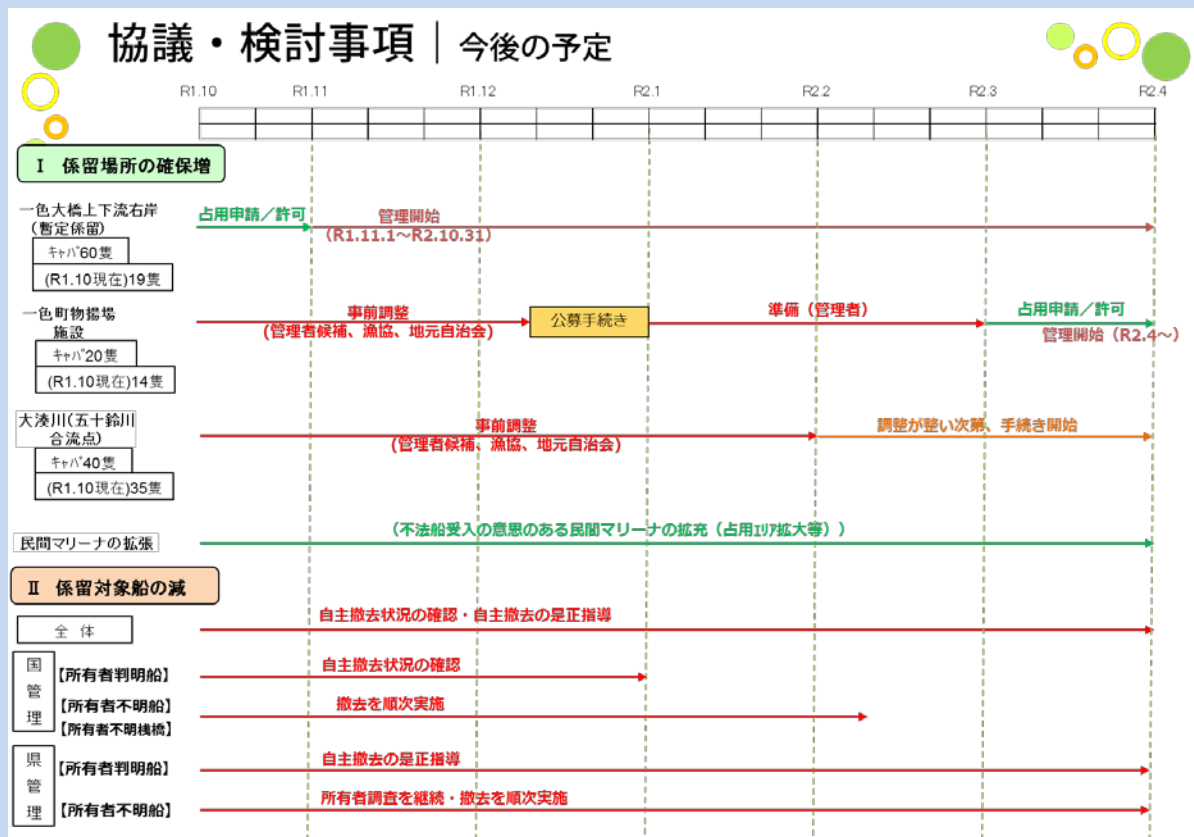 協議・検討事項｜今後の予定
R1.10 R1.11 R1.12 R2.1 R2.2 R2.3 R2.4
Ⅰ 係留場所の確保増
一色大橋上下流右岸
(暫定係留)
ｷｬﾊﾟ60隻
(R1.10現在)19隻
占用申請／許可
管理開始
（R1.11.1～R2.10.31）
一色町物揚場
施設
ｷｬﾊﾟ20隻
(R1.10現在)14隻
事前調整
(管理者候補、漁協、地元自治会)
公募手続き
準備（管理者）
占用申請／許可
管理開始（R2.4～）
大湊川(五十鈴川
合流点)
ｷｬﾊﾟ40隻
(R1.10現在)35隻
事前調整
(管理者候補、漁協、地元自治会)
調整が整い次第、手続き開始
民間マリーナの拡張
（不法船受入の意思のある民間マリーナの拡充（占用ｴﾘｱ拡大等））
Ⅱ 係留対象船の減
全 体
自主撤去状況の確認・自主撤去の是正指導
国管理
【所有者判明船】
自主撤去状況の確認
【所有者不明船】
【所有者不明桟橋】
撤去を順次実施
県管理
【所有者判明船】
自主撤去の是正指導
【所有者不明船】
所有者調査を継続・撤去を順次実施